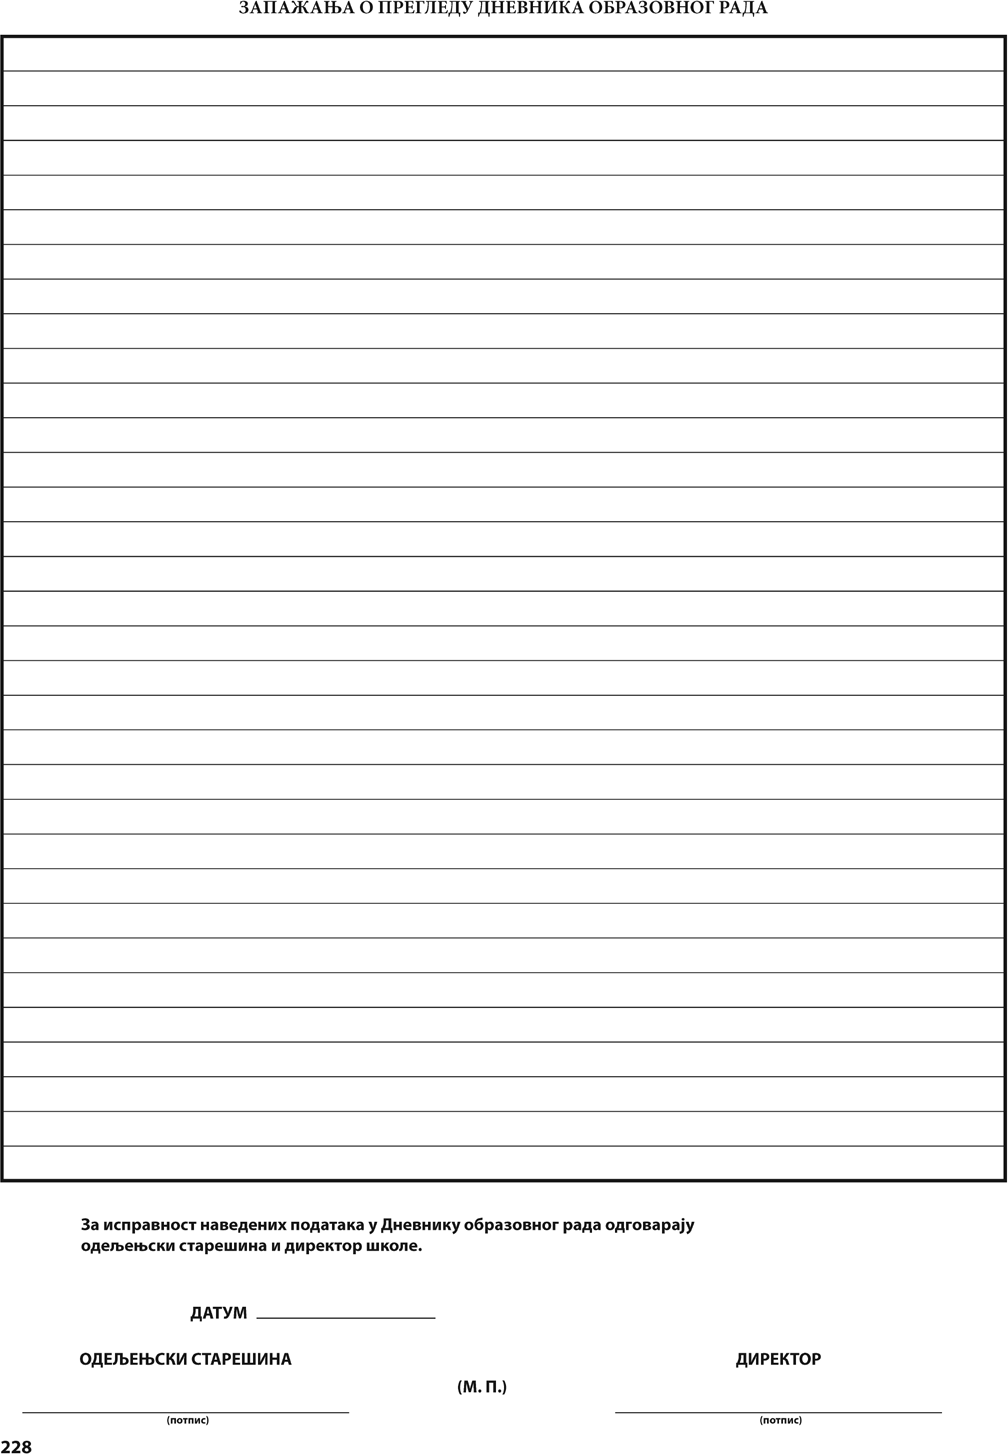 ЗАПАЖАЊА О ПРЕГЛЕДУ ДНЕВНИКА ОБРАЗОВНОГ РАДА
За исправност наведених података у Дневнику образовног рада одговарају
одељењски старешина и директор школе.
ДАТУМ
ОДЕЉЕЊСКИ СТАРЕШИНА
ДИРЕКТОР
(М. П.)
(потпис)
(потпис)
228